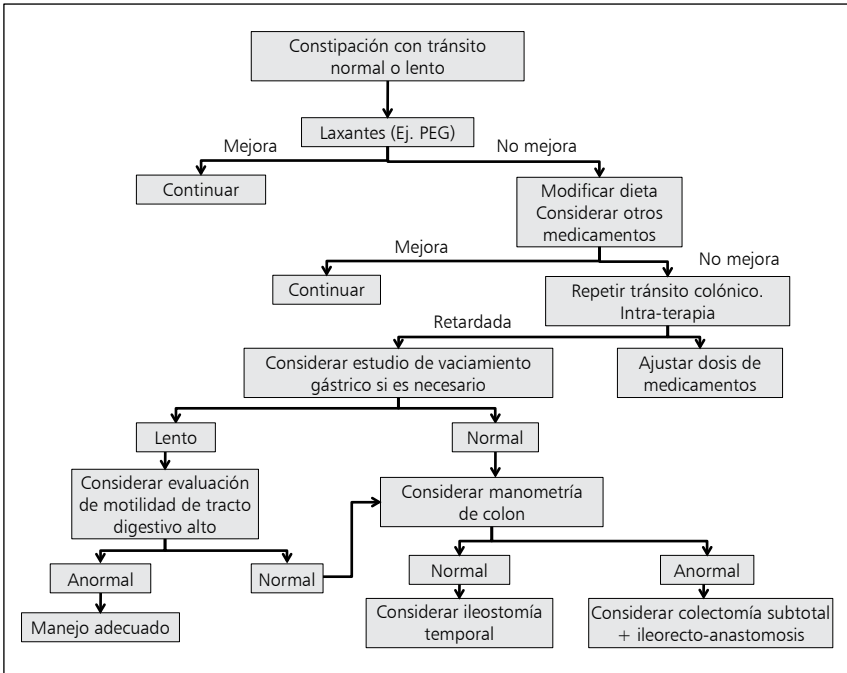 Constipación con tránsito
normal o lento
Laxantes (Ej. PEG)
Mejora
No mejora
Continuar
Modificar dieta
Considerar otros
medicamentos
Mejora
No mejora
Continuar
Repetir tránsito colónico.
Intra-terapia
Retardada
Considerar estudio de vaciamiento
gástrico si es necesario
Ajustar dosis de
medicamentos
Lento
Normal
Considerar evaluación
de motilidad de tracto
digestivo alto
Considerar manometría
de colon
Anormal
Normal
Normal
Anormal
Manejo adecuado
Considerar ileostomía
temporal
Considerar colectomía subtotal
+ ileorecto-anastomosis